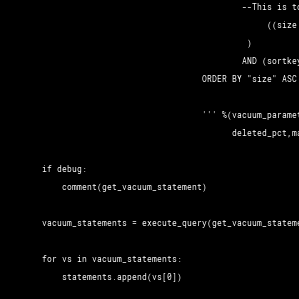 --This is to
((size
)
AND (sortkey
ORDER BY "size" ASC
''' %(vacuum_paramet
deleted_pct,ma
if debug:
comment(get_vacuum_statement)
vacuum_statements = execute_query(get_vacuum_stateme
for vs in vacuum_statements:
statements.append(vs[0])